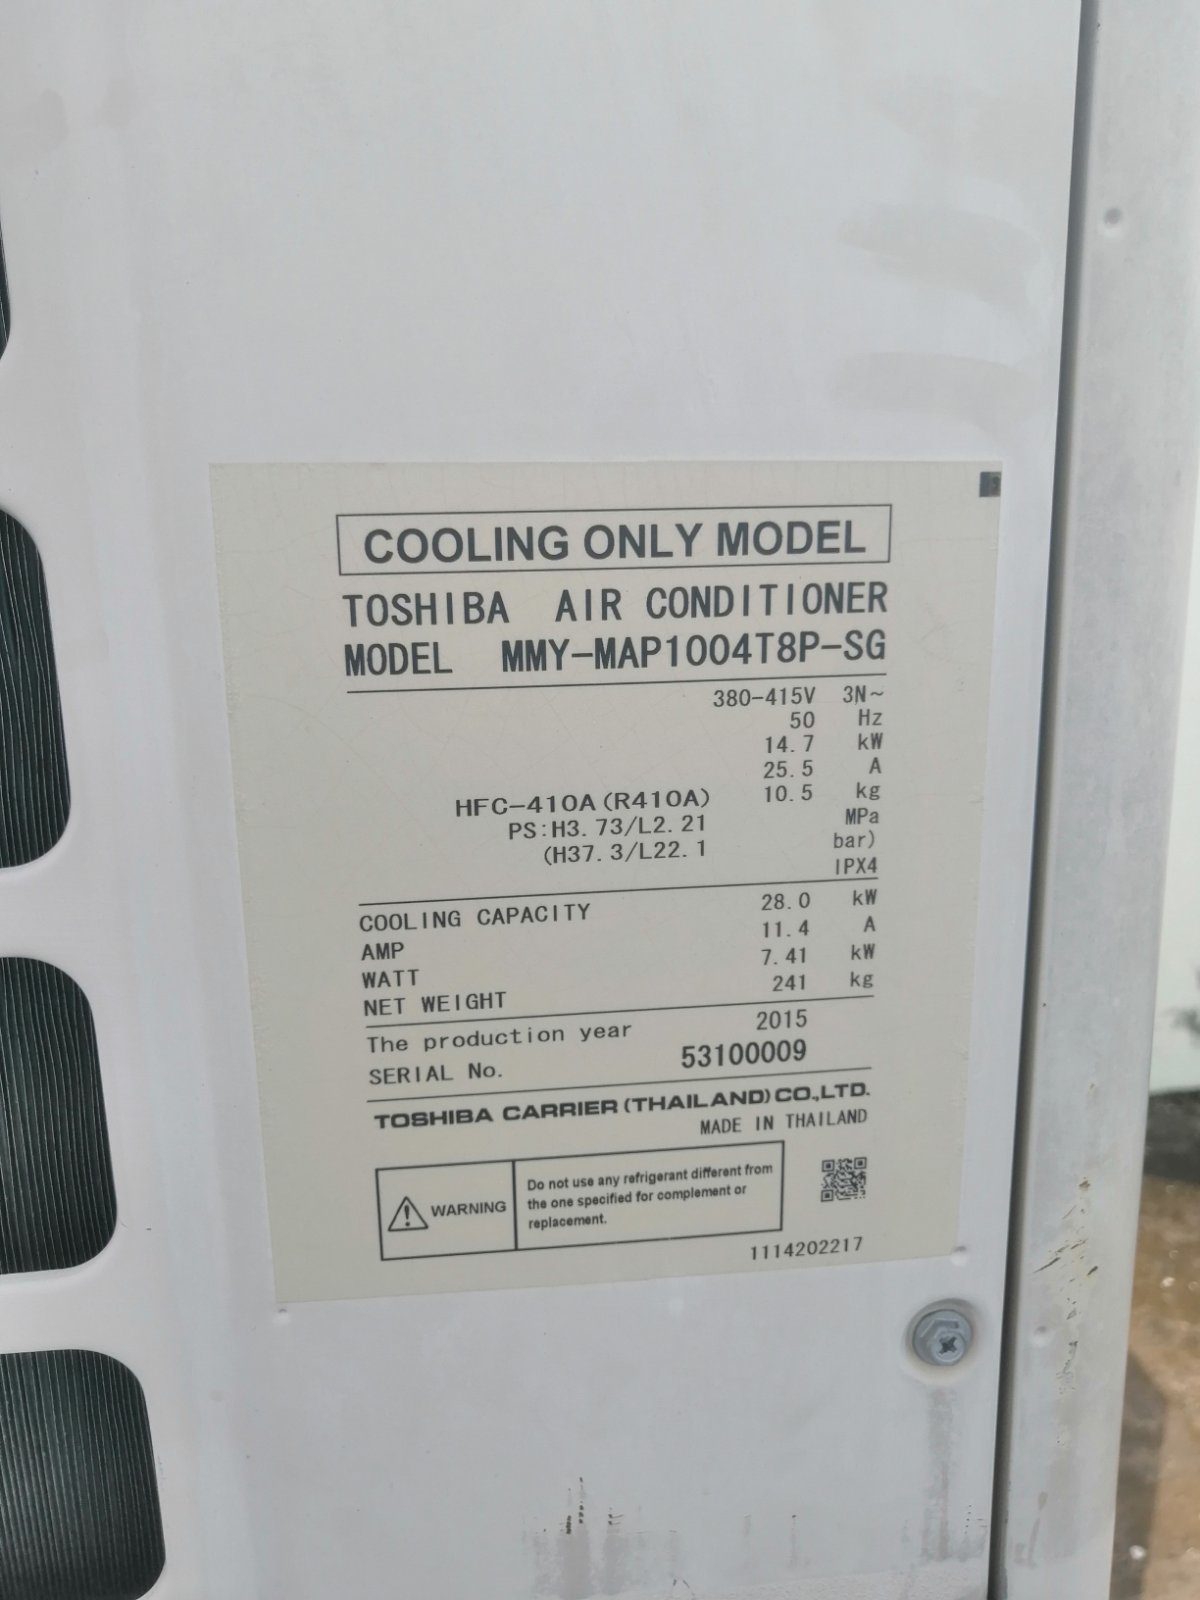 COOLING ONLY MODEL
TOSHIBA AIR CONDITIONER
MODEL MMY-MAP1004T8P-SG
380-415V 3N~
50 Hz
14.7 kW
25.5 A
HFC-410A (R410A) 10.5 kg
PS:H3.73/L2.21 MPa
(H37.3/L22.1 bar)
IPX4
COOLING CAPACITY 28.0 kW
AMP 11.4 A
WATT 7.41 kW
NET WEIGHT 241 kg
The production year 2015
SERIAL No. 53100009
TOSHIBA CARRIER (THAILAND) CO.,LTD.
MADE IN THAILAND
WARNING
Do not use any refrigerant different from
the one specified for complement or
replacement.
1114202217